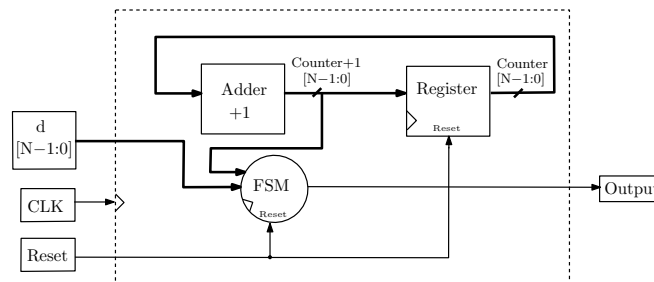 Counter+1
[N−1:0]
Counter
[N−1:0]
Adder
+1
Register
Reset
d
[N−1:0]
FSM
Reset
CLK
Output
Reset